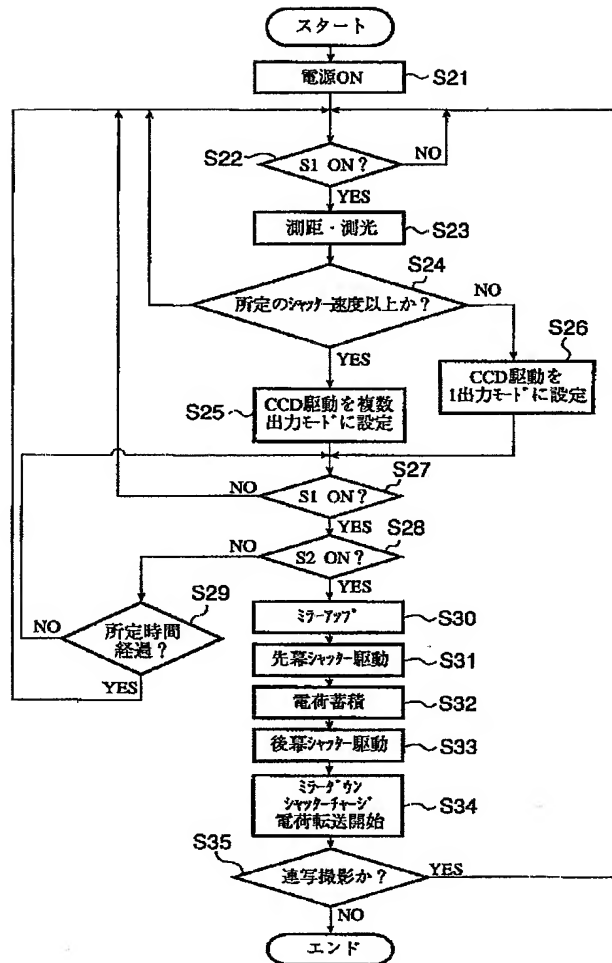 スタート
電源ON
S21
S22
S1 ON？
NO
YES
測距・測光
S23
S24
所定のシャッター速度以上か？
NO
YES
S26
CCD駆動を
1出力モードに設定
S25
CCD駆動を複数
出力モードに設定
S27
NO
S1 ON？
YES
S28
NO
S2 ON？
YES
S29
NO
所定時間
経過？
YES
ミラーアップ
S30
先幕シャッター駆動
S31
電荷蓄積
S32
後幕シャッター駆動
S33
ミラーダウン
シャッターチャージ
電荷転送開始
S34
S35
連写撮影か？
YES
NO
エンド